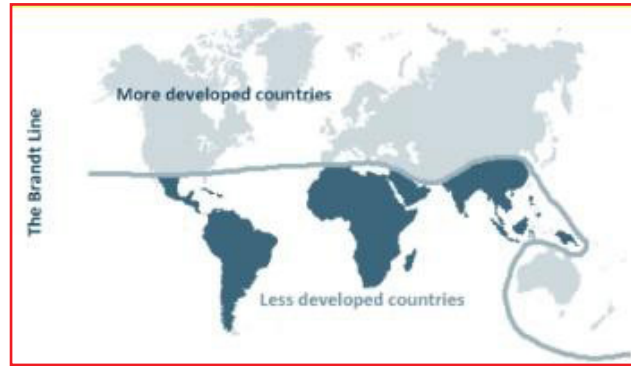 The Brandt Line
More developed countries
Less developed countries